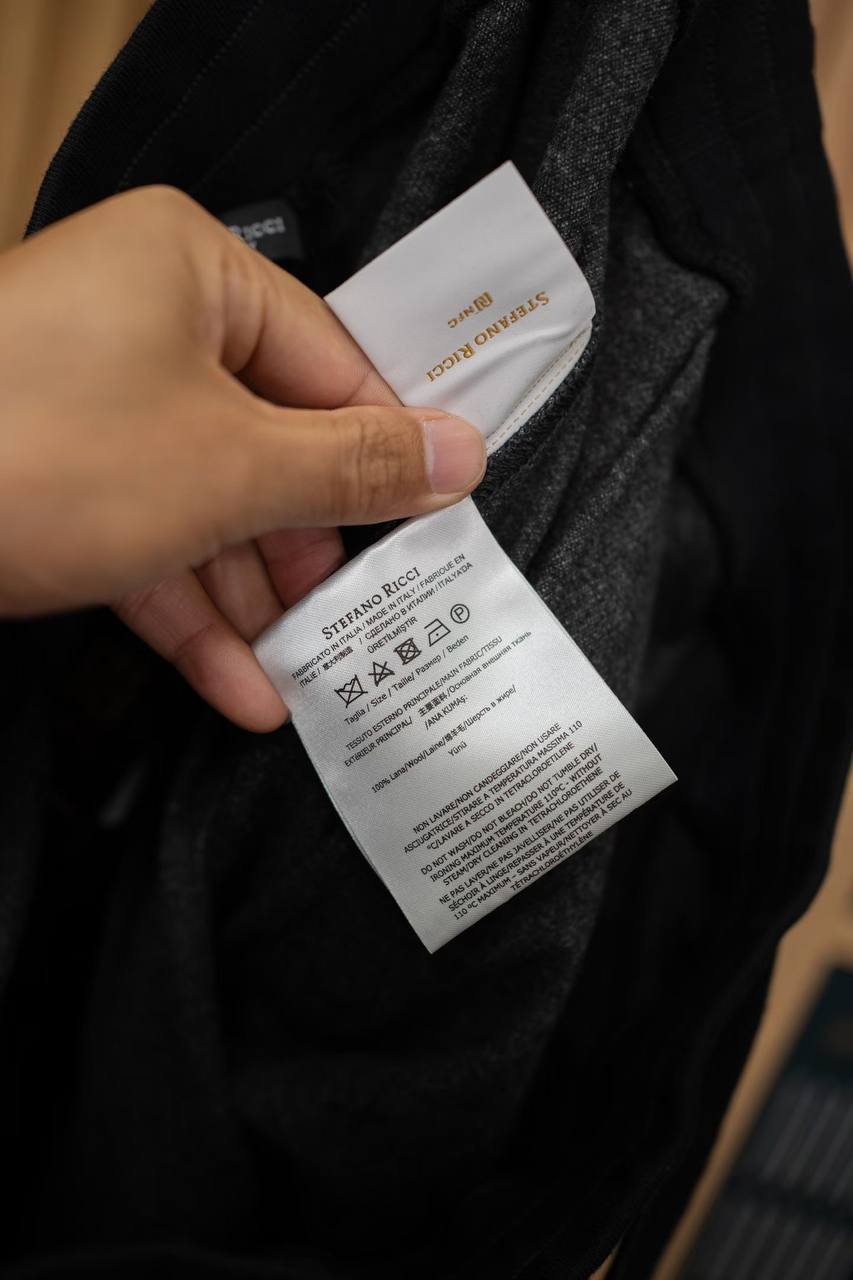 RICCI
STEFANO RICCI
NFC
STEFANO RICCI
FABBRICATO IN ITALIA / MADE IN ITALY / FABRIQUE EN
ITALIE / 意大利制造 / СДЕЛАНО В ИТАЛИИ / ITALYA'DA
ÜRETİLMİŞTİR
P
Taglia / Size / Taille/ Размер / Beden
TESSUTO ESTERNO PRINCIPALE/MAIN FABRIC/TISSU
EXTÉRIEUR PRINCIPAL/ 主要面料/Основная внешняя ткань
/ANA KUMAş:
100% Lana/Wool/Laine/绵羊毛/Шерсть в жире/
Yünü
NON LAVARE/NON CANDEGGIARE/NON USARE
ASCIUGATRICE/STIRARE A TEMPERATURA MASSIMA 110
ºC/LAVARE A SECCO IN TETRACLOROETILENE
DO NOT WASH/DO NOT BLEACH/DO NOT TUMBLE DRY/
IRONING MAXIMUM TEMPERATURE 110ºC - WITHOUT
STEAM/DRY CLEANING IN TETRACHLOROETHENE
NE PAS LAVER/NE PAS JAVELLISER/NE PAS UTILISER DE
SÉCHOIR À LINGE/REPASSER À UNE TEMPÉRATURE DE
110 ºC MAXIMUM – SANS VAPEUR/NETTOYER À SEC AU
TÉTRACHLOROÉTHYLÈNE